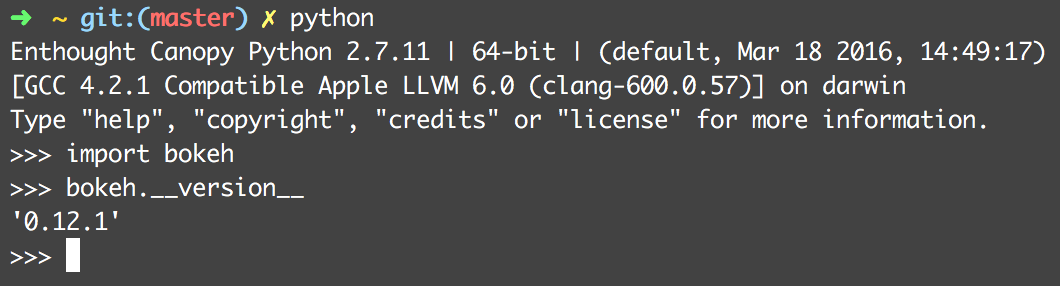 ➜ ~ git:(master) ✗ python
Enthought Canopy Python 2.7.11 | 64-bit | (default, Mar 18 2016, 14:49:17)
[GCC 4.2.1 Compatible Apple LLVM 6.0 (clang-600.0.57)] on darwin
Type "help", "copyright", "credits" or "license" for more information.
>>> import bokeh
>>> bokeh.__version__
'0.12.1'
>>>